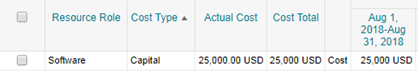 Resource Role Cost Type Actual Cost Cost Total Aug 1,
2018-Aug
31, 2018
Software Capital 25,000.00 USD 25,000 USD Cost 25,000 USD